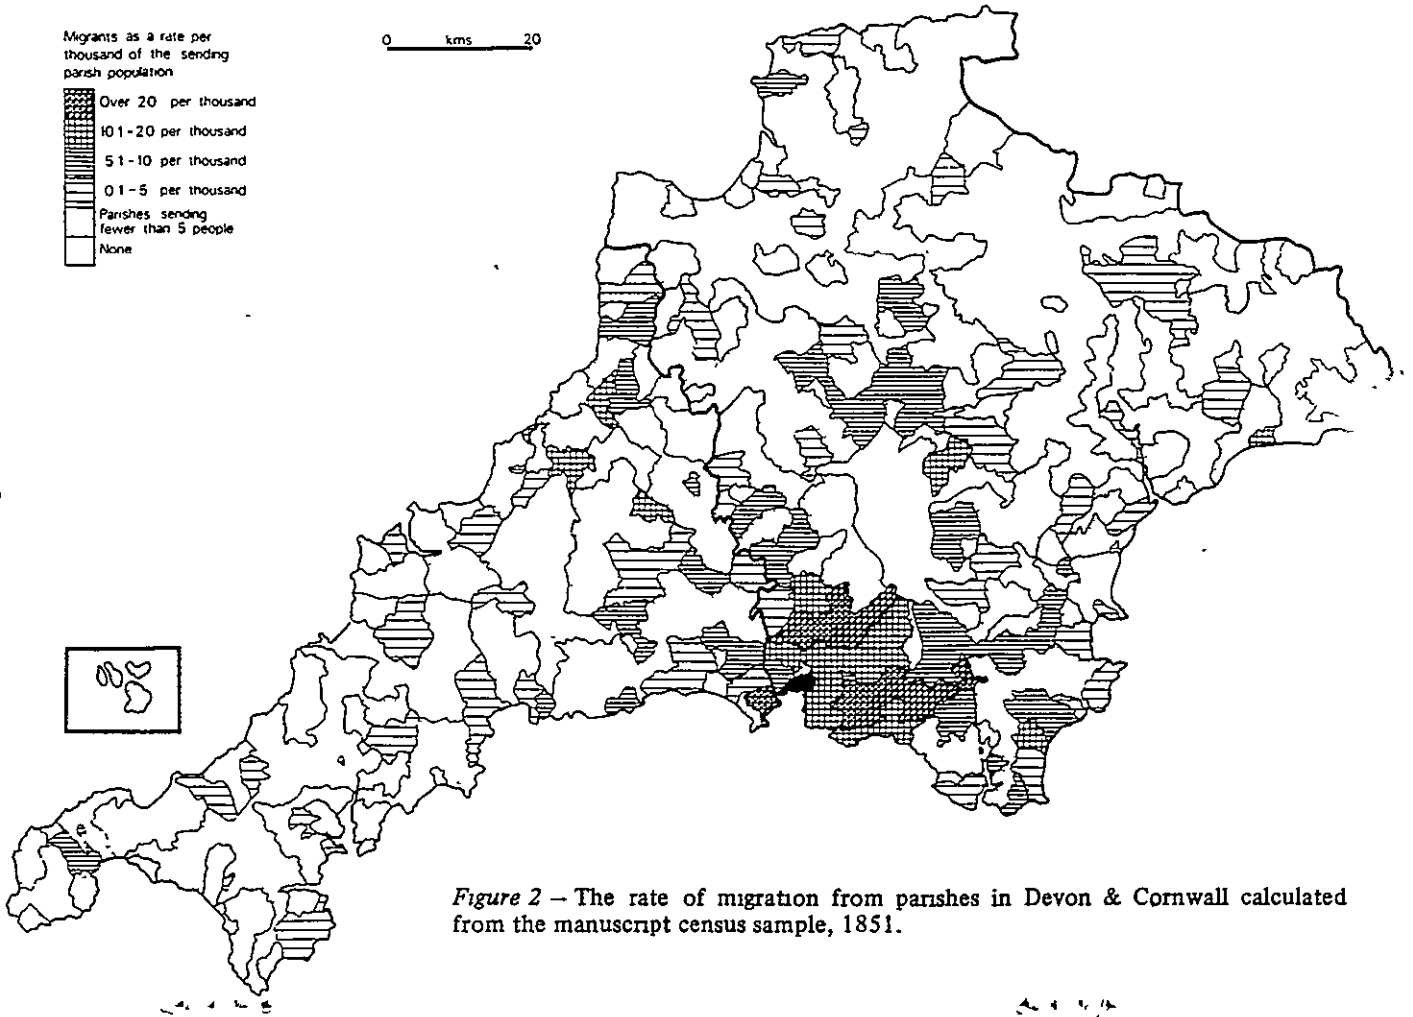 Migrants as a rate per
thousand of the sending
parish population
Over 20 per thousand
10 1-20 per thousand
5 1-10 per thousand
0 1-5 per thousand
Parishes sending
fewer than 5 people
None
0 kms 20
Figure 2 – The rate of migration from parishes in Devon & Cornwall calculated
from the manuscript census sample, 1851.